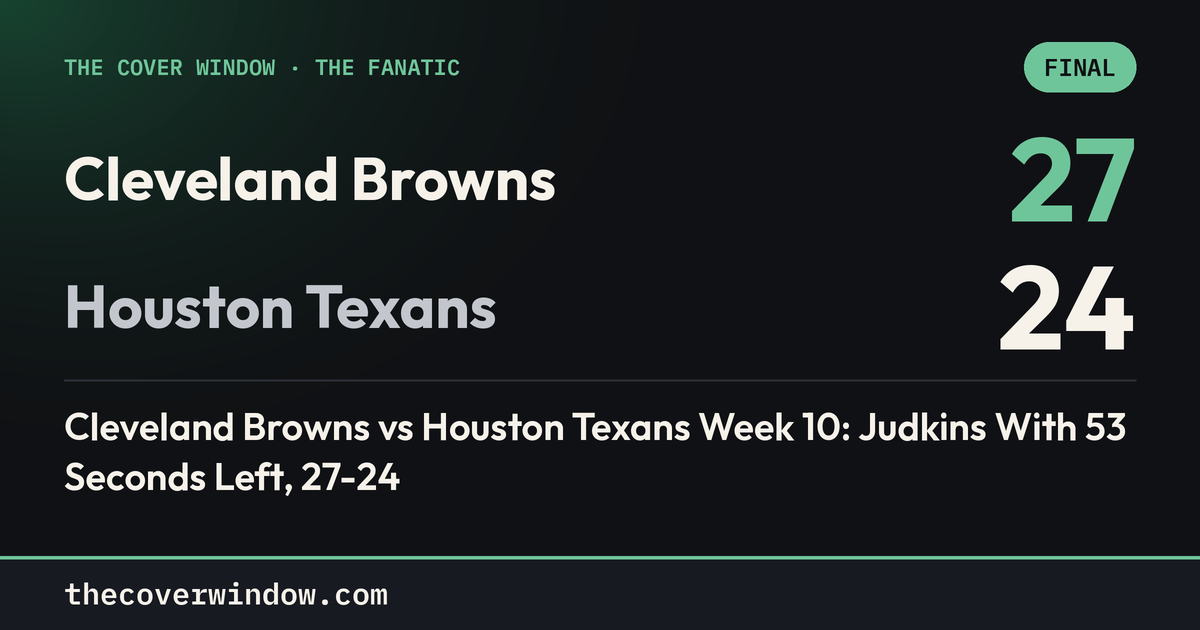 THE COVER WINDOW · THE FANATIC
FINAL
Cleveland Browns 27
Houston Texans 24
Cleveland Browns vs Houston Texans Week 10: Judkins With 53
Seconds Left, 27-24
thecoverwindow.com